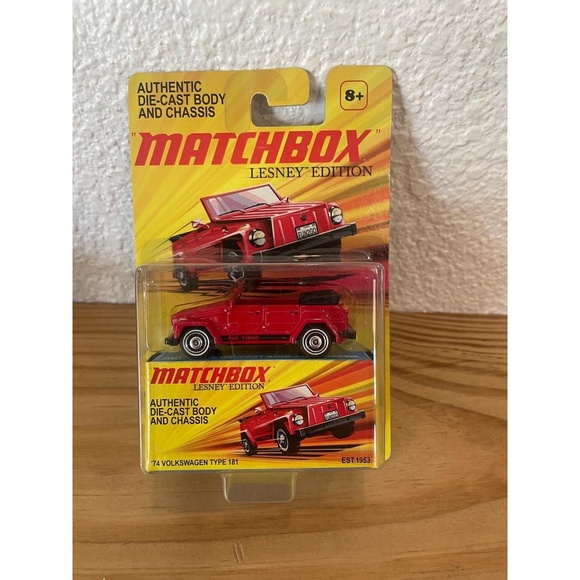 AUTHENTIC
DIE-CAST BODY
AND CHASSIS
8+
"MATCHBOX"
LESNEY™ EDITION
MATCHBOX
LESNEY EDITION
AUTHENTIC
DIE-CAST BODY
AND CHASSIS
'74 VOLKSWAGEN TYPE 181
EST.1953